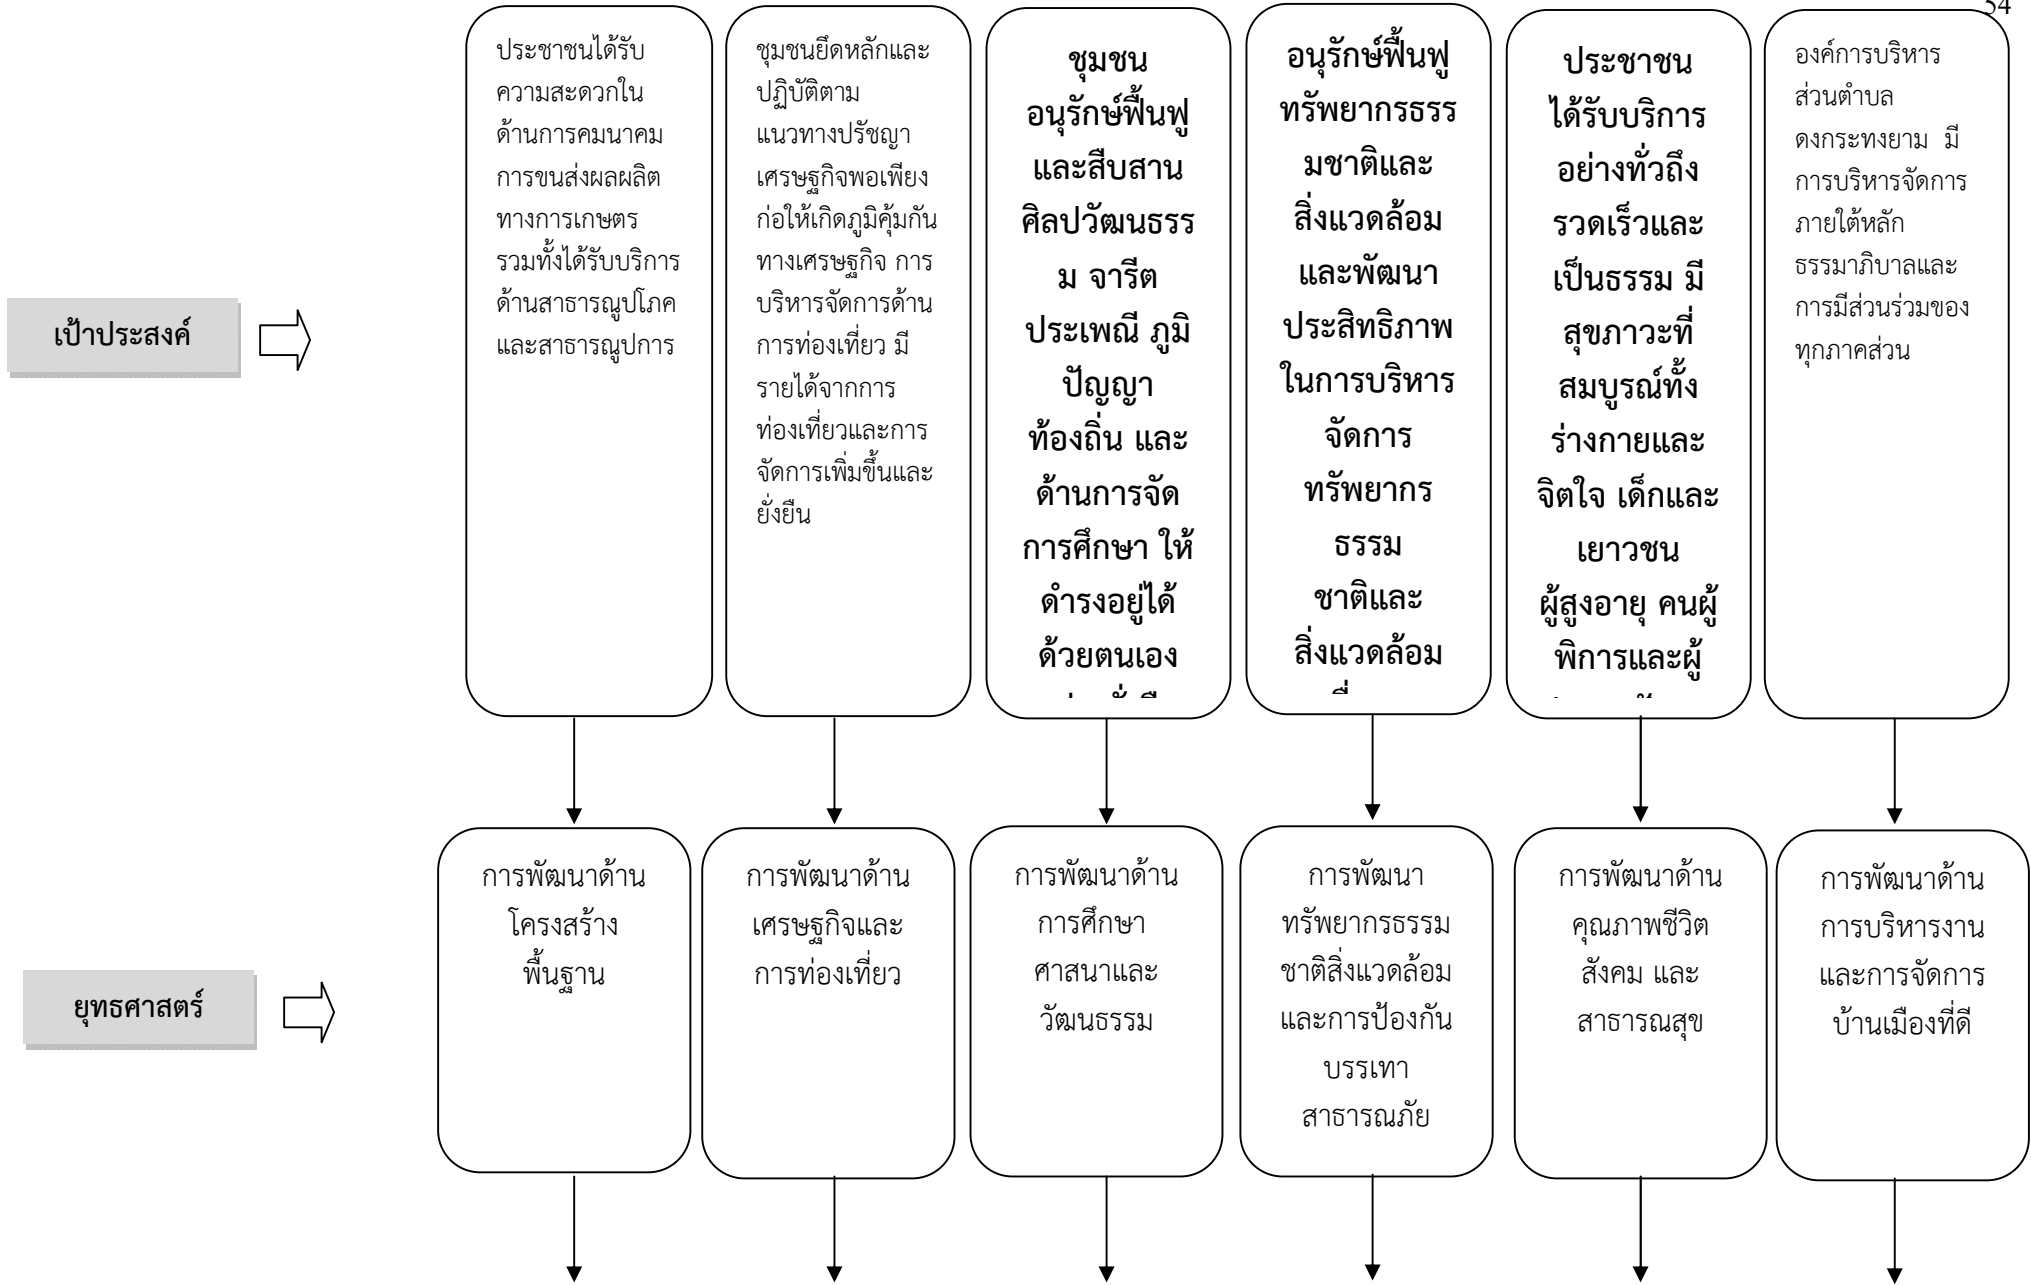 54
ประชาชนได้รับ
ความสะดวกใน
ด้านการคมนาคม
การขนส่งผลผลิต
ทางการเกษตร
รวมทั้งได้รับบริการ
ด้านสาธารณูปโภค
และสาธารณูปการ
ชุมชนยึดหลักและ
ปฏิบัติตาม
แนวทางปรัชญา
เศรษฐกิจพอเพียง
ก่อให้เกิดภูมิคุ้มกัน
ทางเศรษฐกิจ การ
บริหารจัดการด้าน
การท่องเที่ยว มี
รายได้จากการ
ท่องเที่ยวและการ
จัดการเพิ่มขึ้นและ
ยั่งยืน
ชุมชน
อนุรักษ์ฟื้นฟู
และสืบสาน
ศิลปวัฒนธรร
ม จารีต
ประเพณี ภูมิ
ปัญญา
ท้องถิ่น และ
ด้านการจัด
การศึกษา ให้
ดำรงอยู่ได้
ด้วยตนเอง
อนุรักษ์ฟื้นฟู
ทรัพยากรธรร
มชาติและ
สิ่งแวดล้อม
และพัฒนา
ประสิทธิภาพ
ในการบริหาร
จัดการ
ทรัพยากร
ธรรม
ชาติและ
สิ่งแวดล้อม
ประชาชน
ได้รับบริการ
อย่างทั่วถึง
รวดเร็วและ
เป็นธรรม มี
สุขภาวะที่
สมบูรณ์ทั้ง
ร่างกายและ
จิตใจ เด็กและ
เยาวชน
ผู้สูงอายุ คนผู้
พิการและผู้
องค์การบริหาร
ส่วนตำบล
ดงกระทงยาม มี
การบริหารจัดการ
ภายใต้หลัก
ธรรมาภิบาลและ
การมีส่วนร่วมของ
ทุกภาคส่วน
เป้าประสงค์
การพัฒนาด้าน
โครงสร้าง
พื้นฐาน
การพัฒนาด้าน
เศรษฐกิจและ
การท่องเที่ยว
การพัฒนาด้าน
การศึกษา
ศาสนาและ
วัฒนธรรม
การพัฒนา
ทรัพยากรธรรม
ชาติสิ่งแวดล้อม
และการป้องกัน
บรรเทา
สาธารณภัย
การพัฒนาด้าน
คุณภาพชีวิต
สังคม และ
สาธารณสุข
การพัฒนาด้าน
การบริหารงาน
และการจัดการ
บ้านเมืองที่ดี
ยุทธศาสตร์